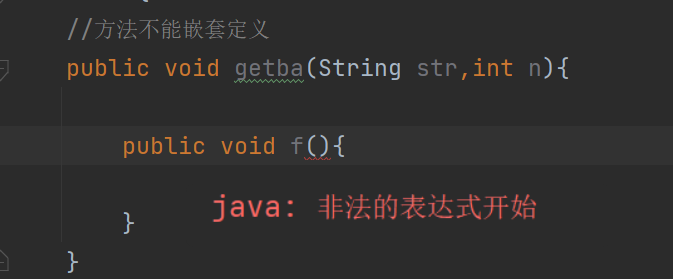 //方法不能嵌套定义
public void getba(String str,int n){
public void f(){
java: 非法的表达式开始
}
}